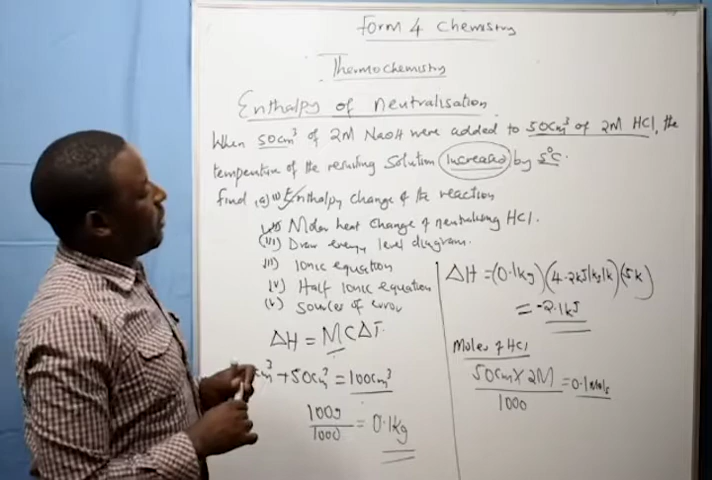 Form 4 Chemistry
Thermochemistry
Enthalpy of Neutralisation
When 50cm³ of 2M NaOH were added to 50cm³ of 2M HCl, the
temperature of the resulting solution increased by 5°C.
find (a) (i) Enthalpy change of the reaction
(ii) Molar heat change of neutralising HCl.
(iii) Draw energy level diagram.
(iii) Ionic equation
(iv) Half Ionic equation
(v) Sources of error
ΔH = MCΔT.
cm³ + 50cm³ = 100cm³
100g/1000 = 0.1kg
ΔH = (0.1kg)(4.2kJ/kg/k)(5k)
= -2.1kJ
Moles of HCl
50cm³ X 2M/1000 = 0.1mols